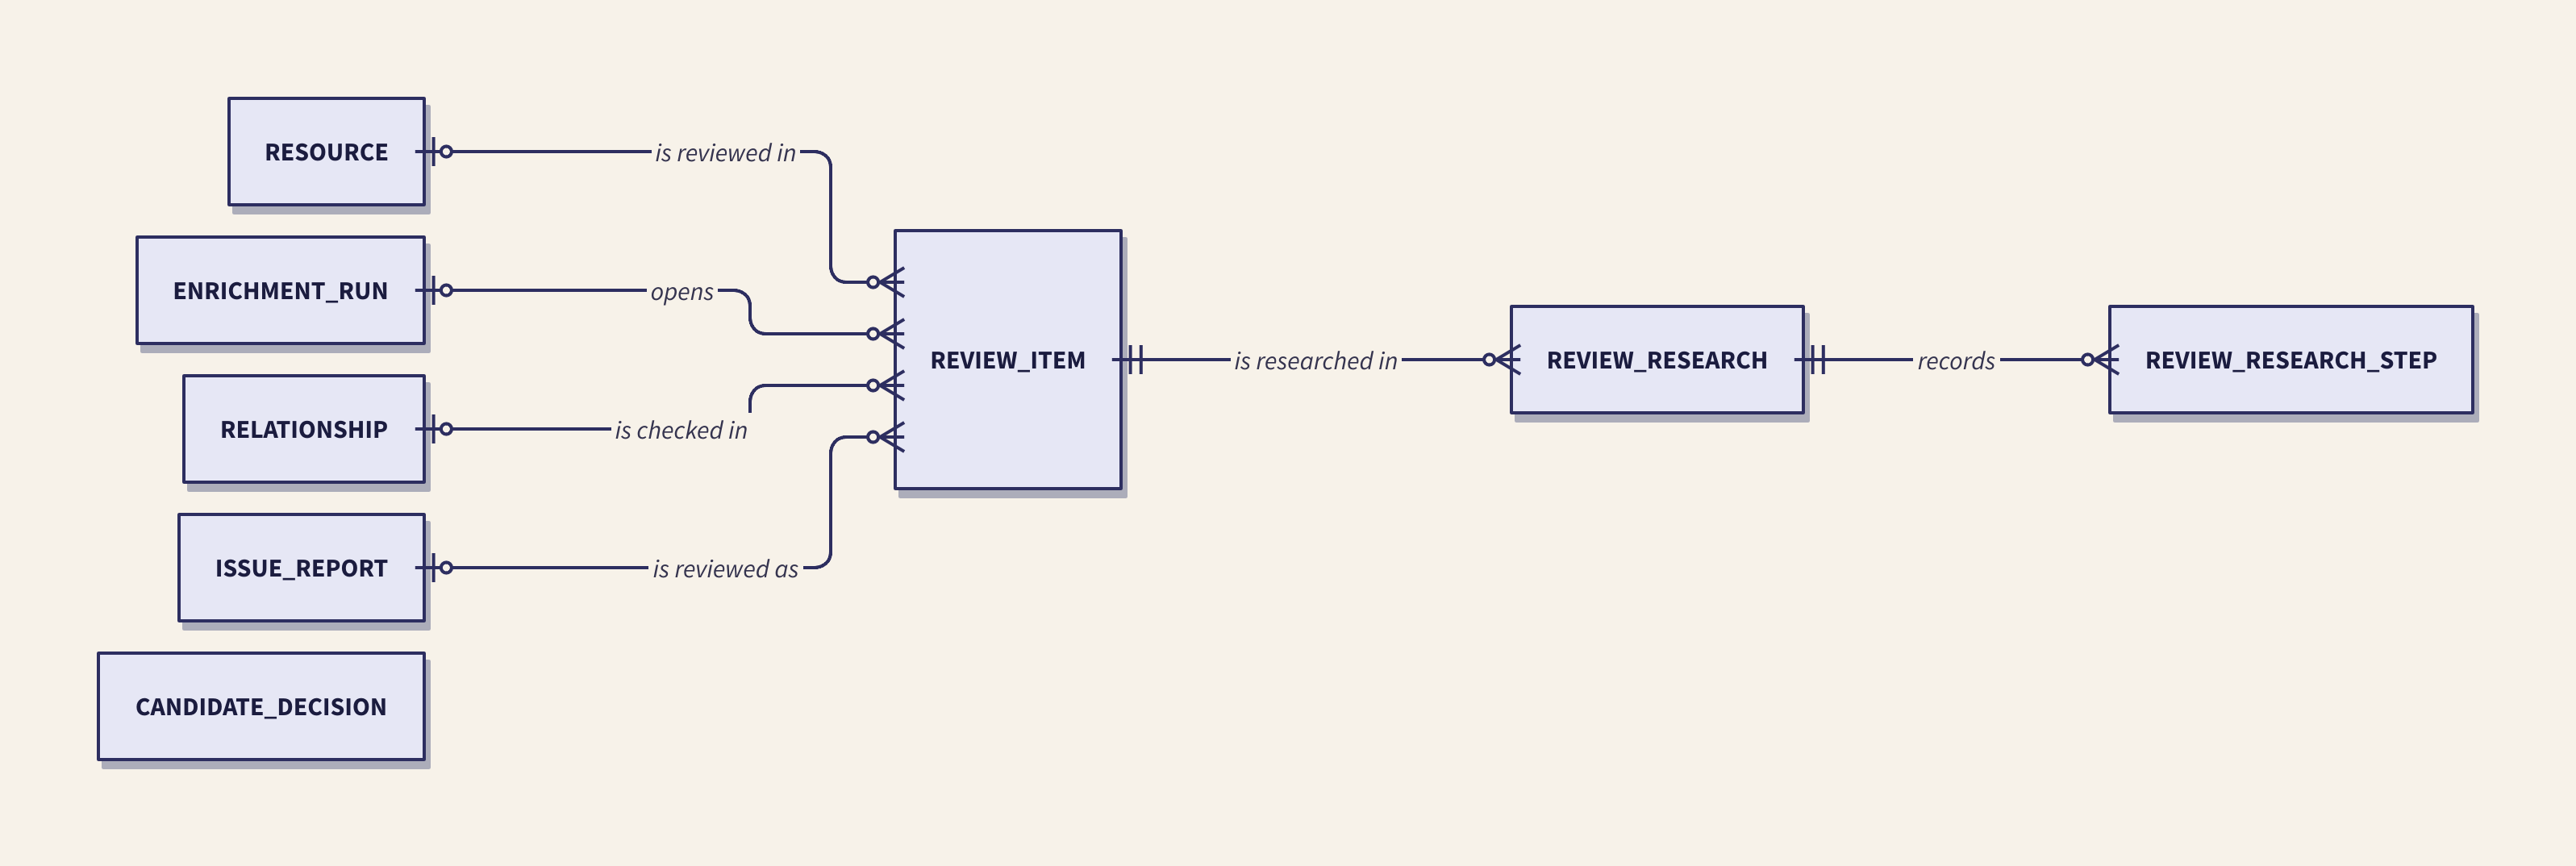 RESOURCE
is reviewed in
ENRICHMENT_RUN
opens
RELATIONSHIP
is checked in
ISSUE_REPORT
is reviewed as
CANDIDATE_DECISION
REVIEW_ITEM
is researched in
REVIEW_RESEARCH
records
REVIEW_RESEARCH_STEP